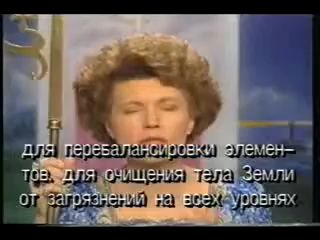 для перебалансировки элемен-
тов. для очищения тела Земли
от загрязнений на всех уровнях